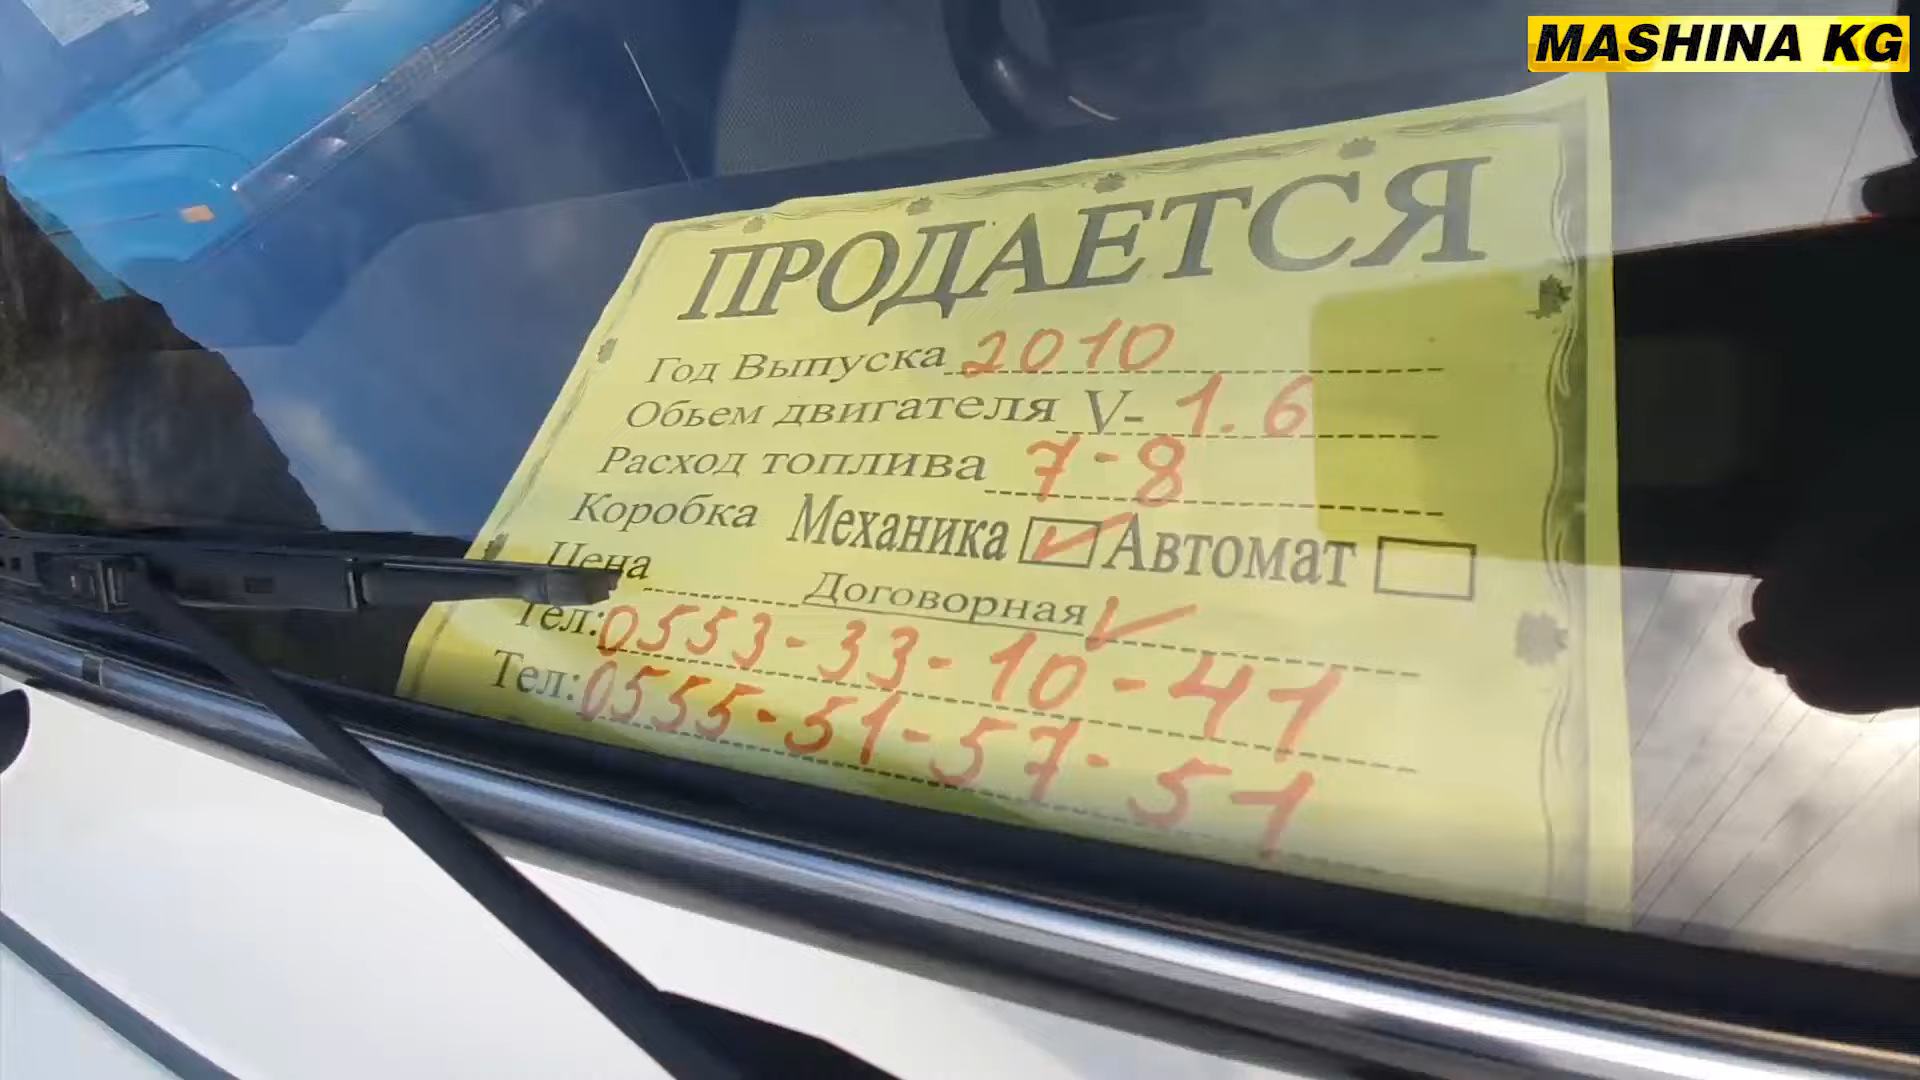 MASHINA KG
ПРОДАЕТСЯ
Год Выпуска 2010
Обьем двигателя V- 1.6
Расход топлива 7-8
Коробка Механика ✓ Автомат
Цена Договорная ✓
Тел: 0553-33-10-41
Тел: 0555-51-57-51